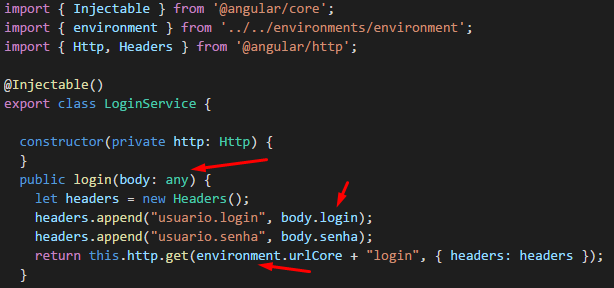 import { Injectable } from '@angular/core';
import { environment } from '../../environments/environment';
import { Http, Headers } from '@angular/http';
@Injectable()
export class LoginService {
constructor(private http: Http) {
}
public login(body: any) {
let headers = new Headers();
headers.append("usuario.login", body.login);
headers.append("usuario.senha", body.senha);
return this.http.get(environment.urlCore + "login", { headers: headers });
}